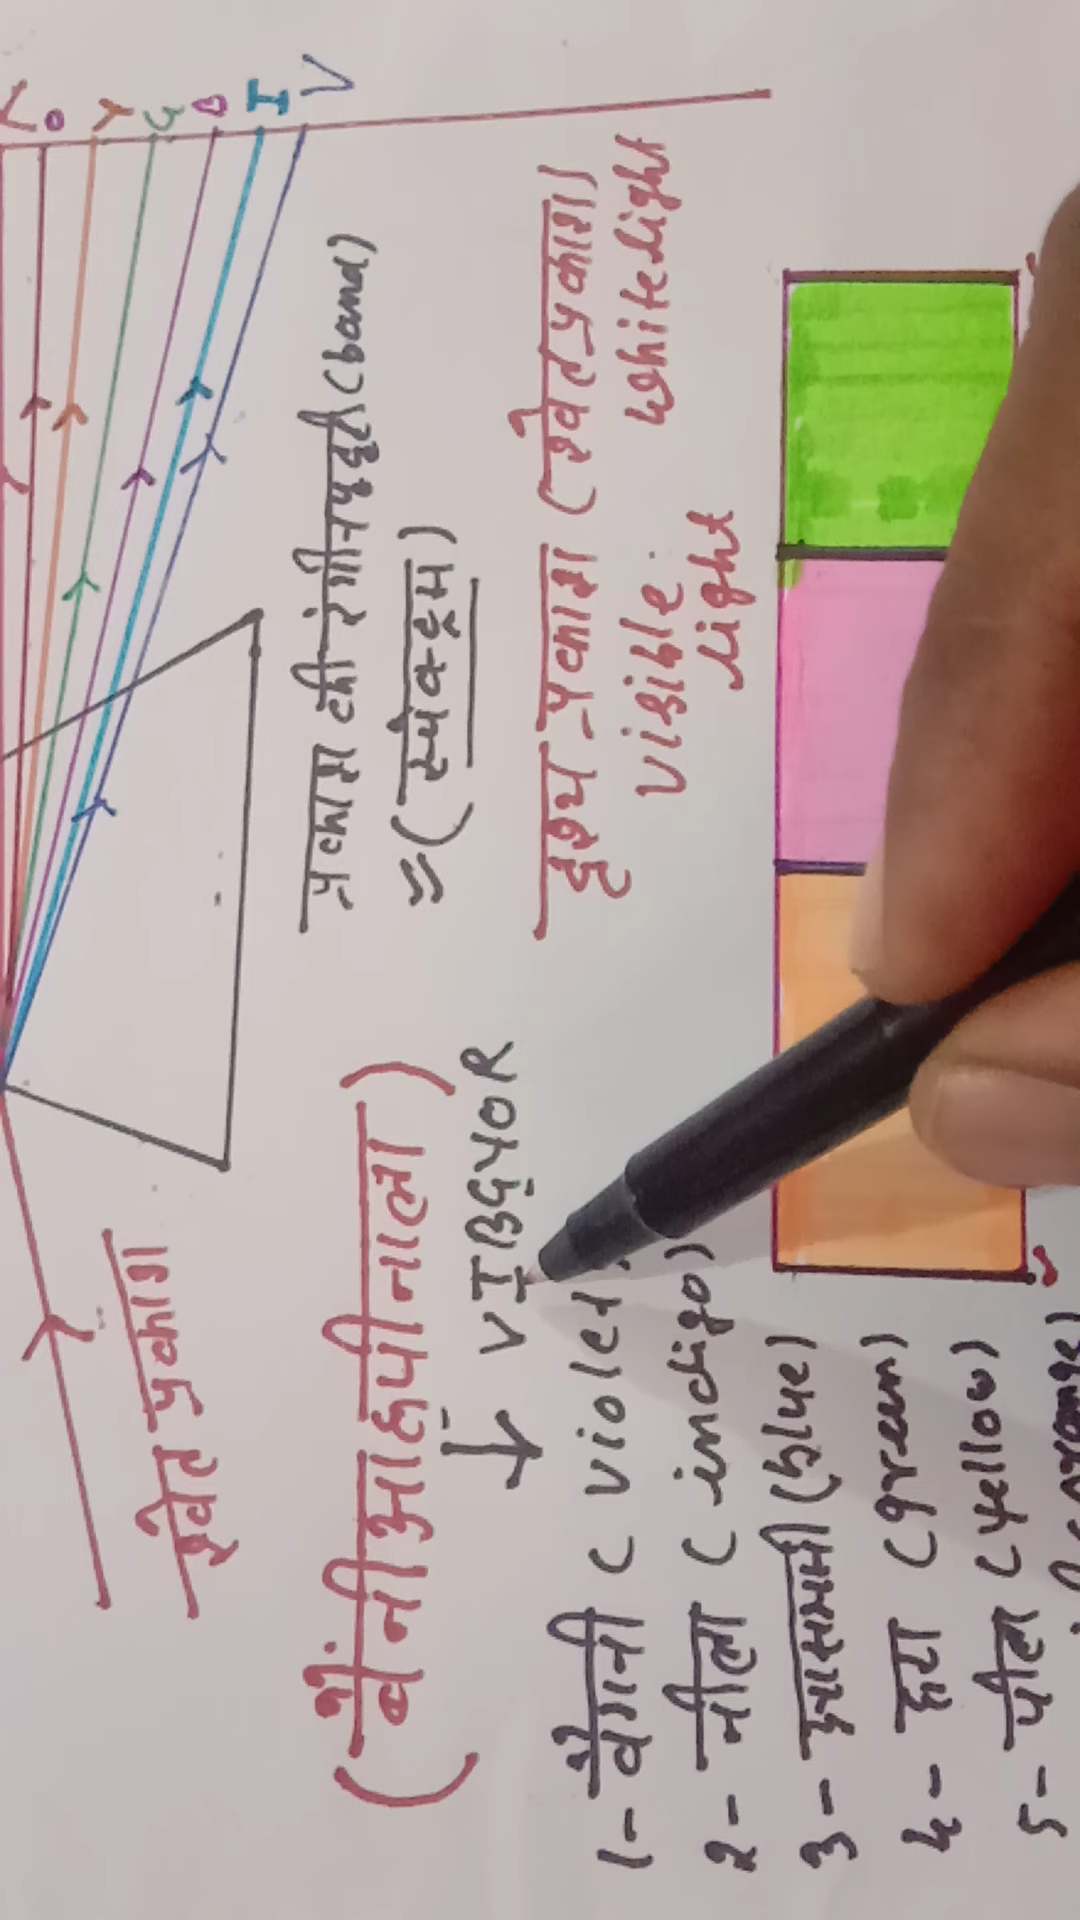 V
I
B
G
Y
O
प्रकाश की रंगीन पट्टी (band)
⇒ (स्पेक्ट्रम)
दृश्य-प्रकाश (श्वेत प्रकाश)
visible light
white light
श्वेत प्रकाश
(बैंनीआहपीनाला)
VIBGYOR
1- बैगनी (violet)
2- नीला (indigo)
3- आसमानी (blue)
4- हरा (green)
5- पीला (yellow)
(orange)